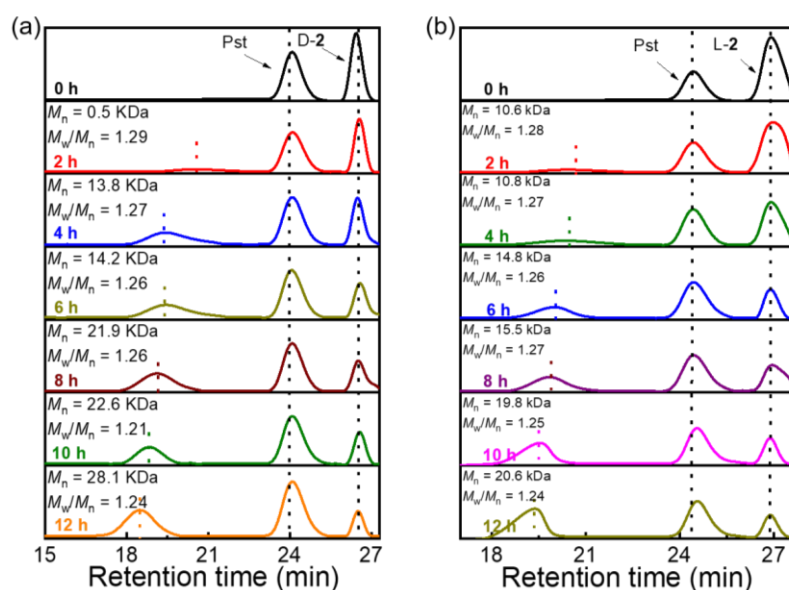 (a)
Pst
D-2
0 h
Mn = 0.5 KDa
Mw/Mn = 1.29
2 h
Mn = 13.8 KDa
Mw/Mn = 1.27
4 h
Mn = 14.2 KDa
Mw/Mn = 1.26
6 h
Mn = 21.9 KDa
Mw/Mn = 1.26
8 h
Mn = 22.6 KDa
Mw/Mn = 1.21
10 h
Mn = 28.1 KDa
Mw/Mn = 1.24
12 h
15 18 21 24 27
Retention time (min)
(b)
Pst
L-2
0 h
Mn = 10.6 kDa
Mw/Mn = 1.28
2 h
Mn = 10.8 kDa
Mw/Mn = 1.27
4 h
Mn = 14.8 kDa
Mw/Mn = 1.26
6 h
Mn = 15.5 kDa
Mw/Mn = 1.27
8 h
Mn = 19.8 kDa
Mw/Mn = 1.25
10 h
Mn = 20.6 kDa
Mw/Mn = 1.24
12 h
18 21 24 27
Retention time (min)